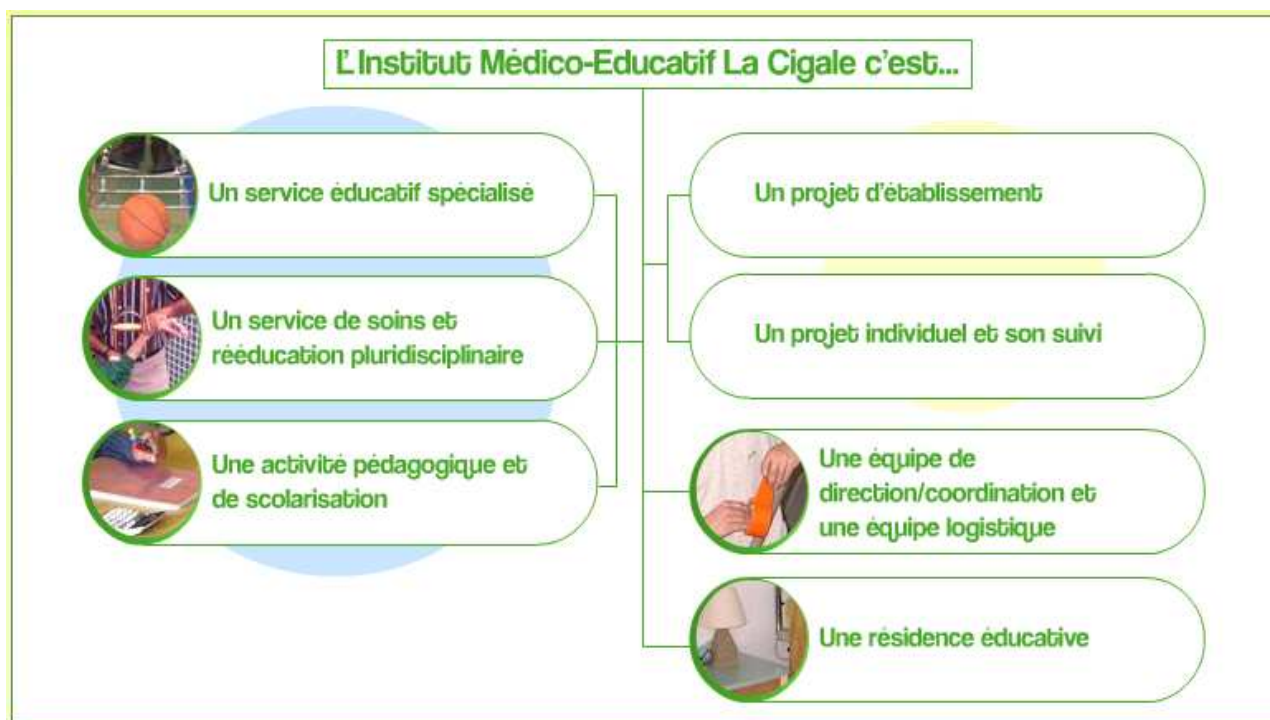 L'Institut Médico-Educatif La Cigale c'est...
Un service éducatif spécialisé
Un service de soins et
rééducation pluridisciplinaire
Une activité pédagogique et
de scolarisation
Un projet d'établissement
Un projet individuel et son suivi
Une équipe de
direction/coordination et
une équipe logistique
Une résidence éducative